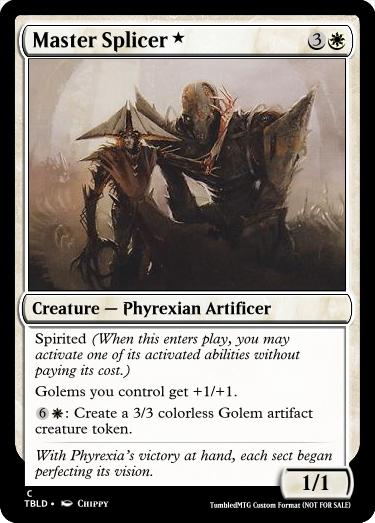 Master Splicer★ 3
Creature — Phyrexian Artificer
Spirited (When this enters play, you may
activate one of its activated abilities without
paying its cost.)
Golems you control get +1/+1.
6 : Create a 3/3 colorless Golem artifact
creature token.
With Phyrexia's victory at hand, each sect began
perfecting its vision.
1/1
C
TBLD • Chippy
TumbledMTG Custom Format (NOT FOR SALE)